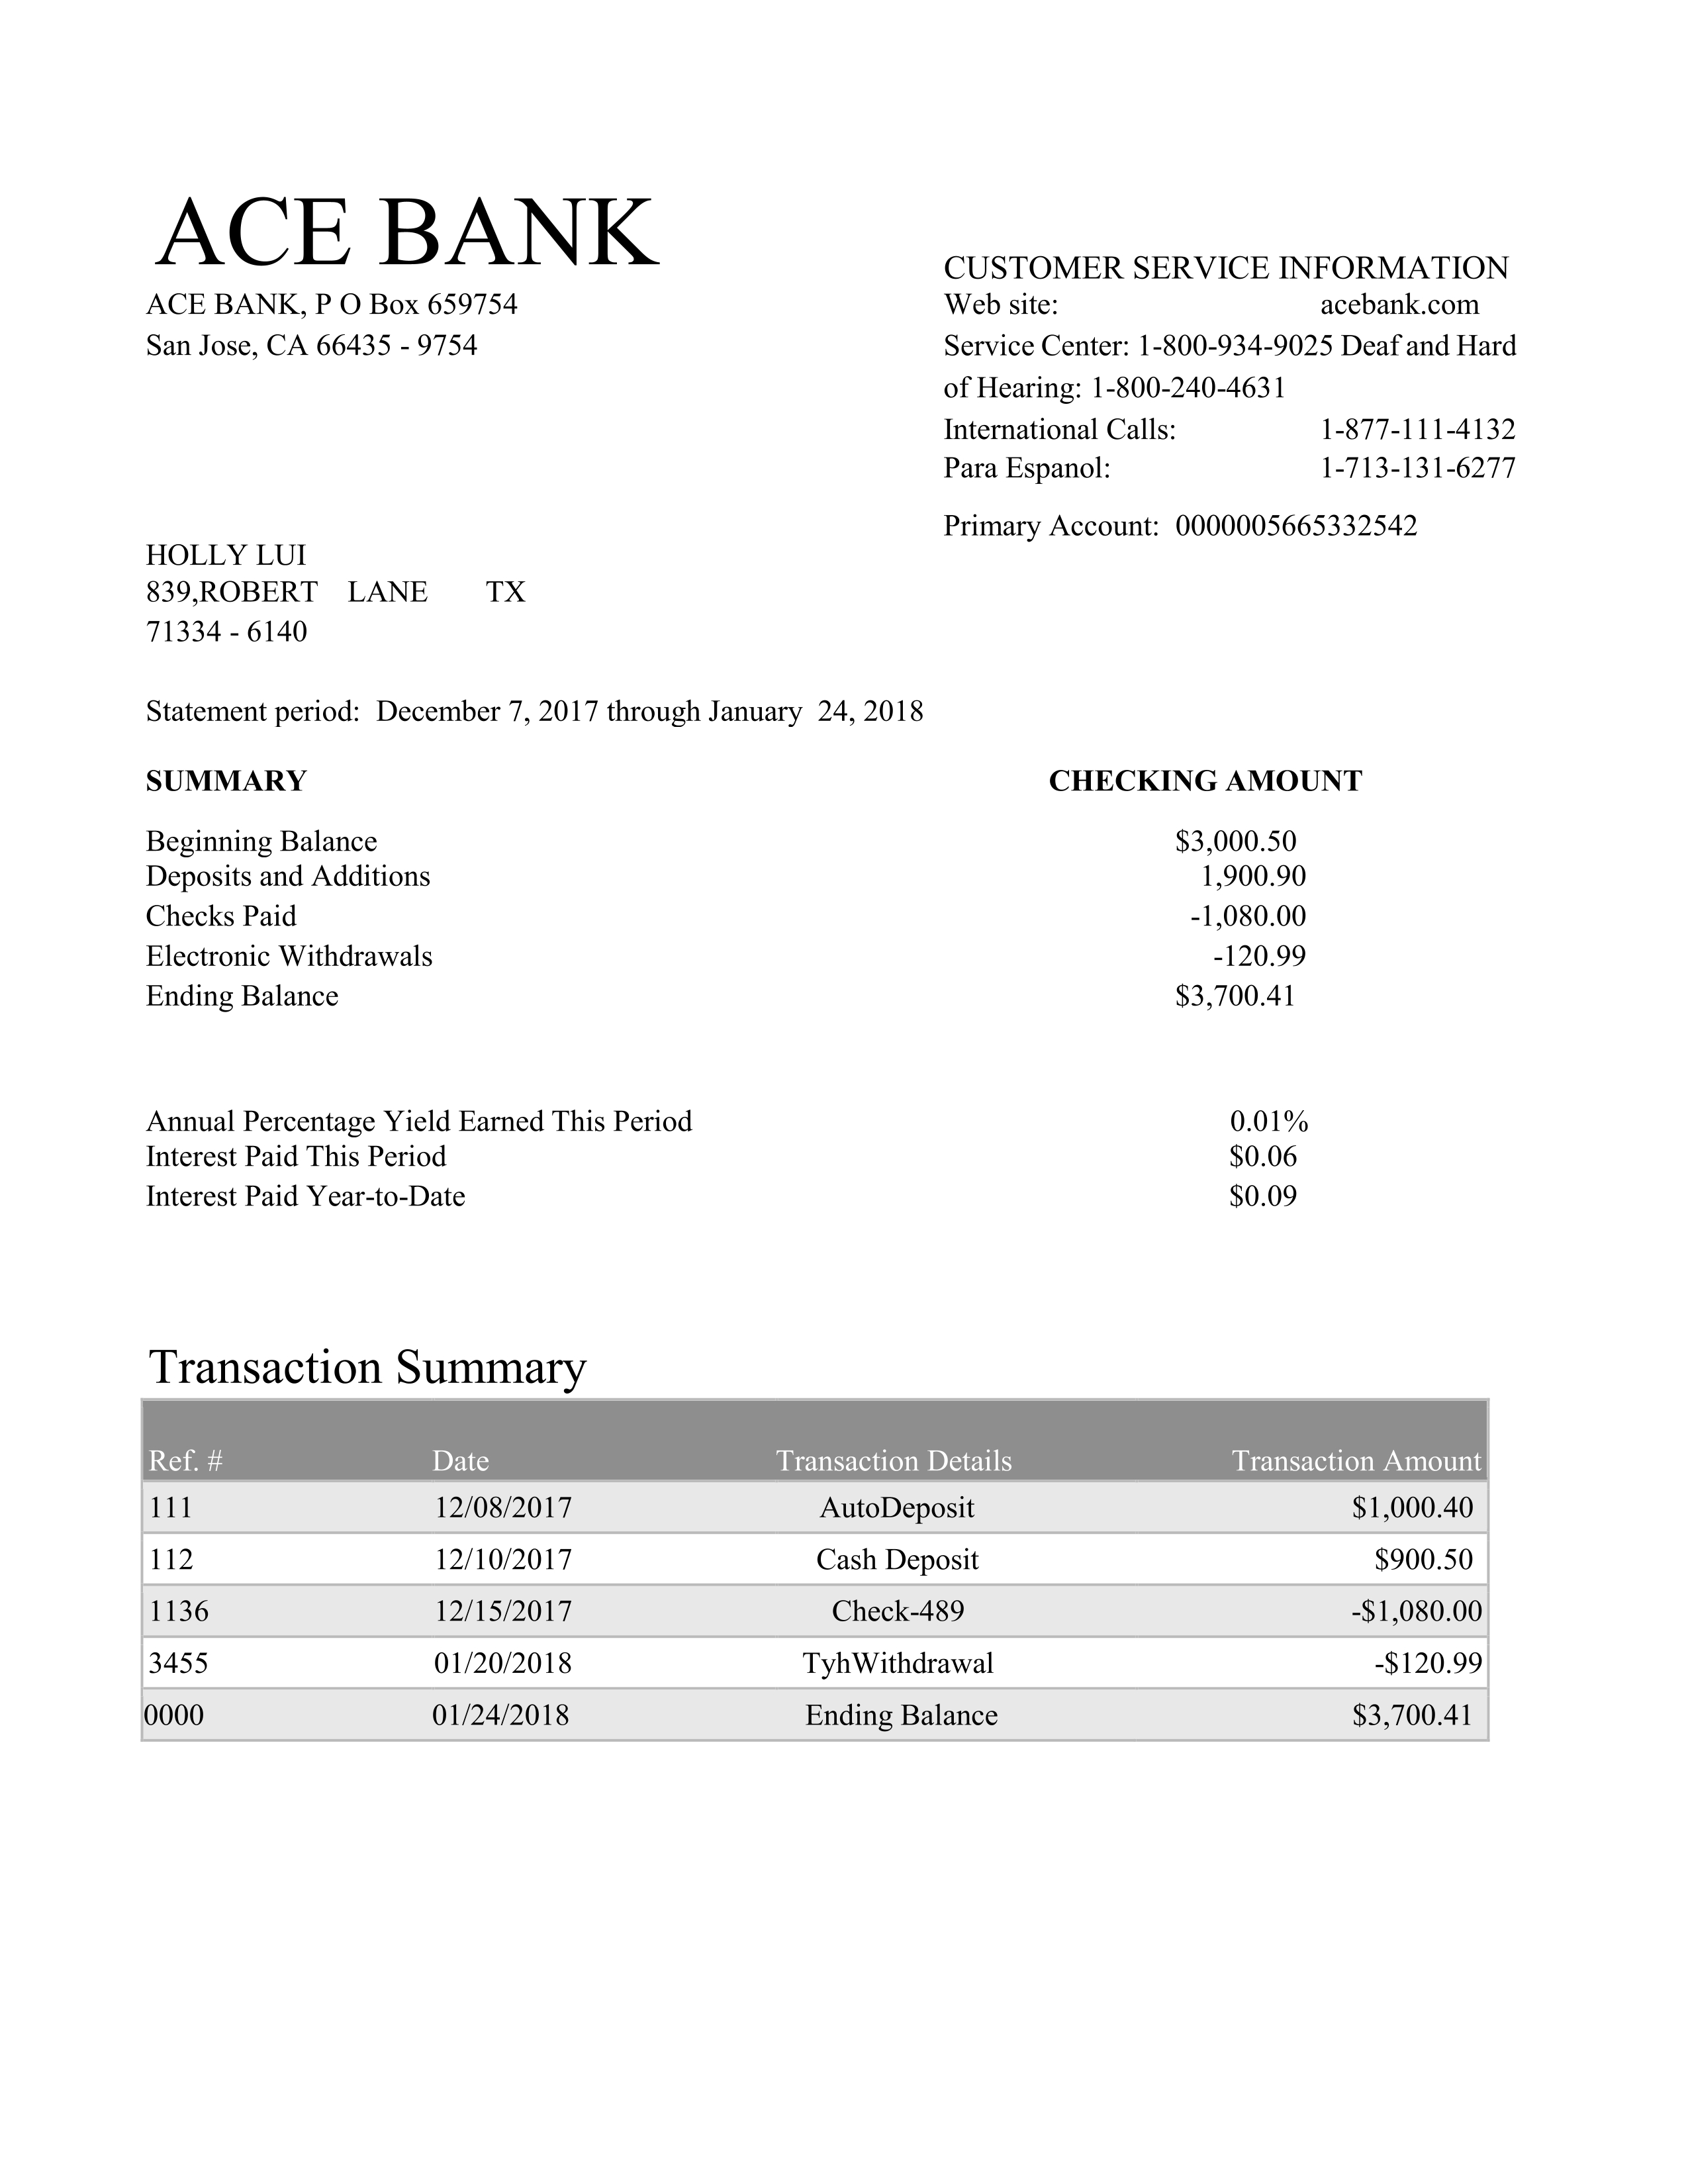 ACE BANK
ACE BANK, P O Box 659754
San Jose, CA 66435 - 9754
CUSTOMER SERVICE INFORMATION
Web site: acebank.com
Service Center: 1-800-934-9025 Deaf and Hard
of Hearing: 1-800-240-4631
International Calls: 1-877-111-4132
Para Espanol: 1-713-131-6277
Primary Account: 0000005665332542
HOLLY LUI
839,ROBERT LANE TX
71334 - 6140
Statement period: December 7, 2017 through January 24, 2018
SUMMARY CHECKING AMOUNT
Beginning Balance $3,000.50
Deposits and Additions 1,900.90
Checks Paid -1,080.00
Electronic Withdrawals -120.99
Ending Balance $3,700.41
Annual Percentage Yield Earned This Period 0.01%
Interest Paid This Period $0.06
Interest Paid Year-to-Date $0.09
Transaction Summary
Ref. # Date Transaction Details Transaction Amount
111 12/08/2017 AutoDeposit $1,000.40
112 12/10/2017 Cash Deposit $900.50
1136 12/15/2017 Check-489 -$1,080.00
3455 01/20/2018 TyhWithdrawal -$120.99
0000 01/24/2018 Ending Balance $3,700.41